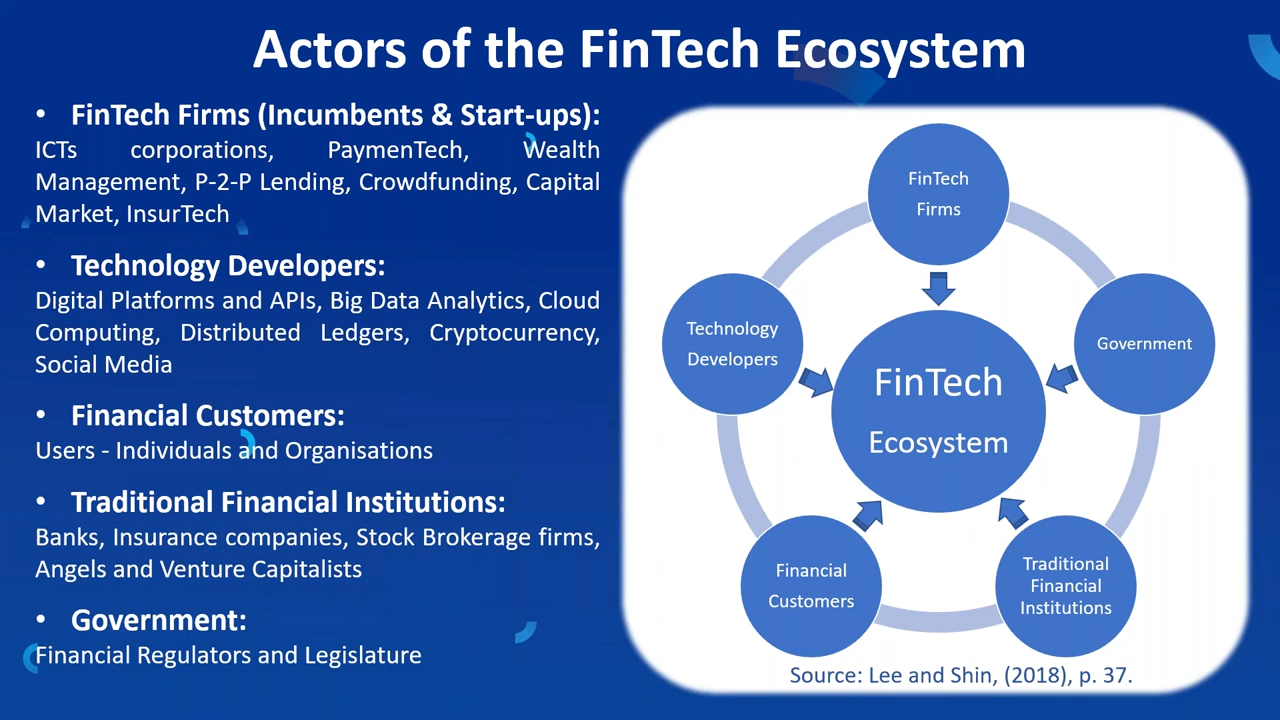 Actors of the FinTech Ecosystem
• FinTech Firms (Incumbents & Start-ups):
ICTs corporations, PaymenTech, Wealth
Management, P-2-P Lending, Crowdfunding, Capital
Market, InsurTech
• Technology Developers:
Digital Platforms and APIs, Big Data Analytics, Cloud
Computing, Distributed Ledgers, Cryptocurrency,
Social Media
• Financial Customers:
Users - Individuals and Organisations
• Traditional Financial Institutions:
Banks, Insurance companies, Stock Brokerage firms,
Angels and Venture Capitalists
• Government:
Financial Regulators and Legislature
FinTech
Firms
Technology
Developers
Government
FinTech
Ecosystem
Financial
Customers
Traditional
Financial
Institutions
Source: Lee and Shin, (2018), p. 37.